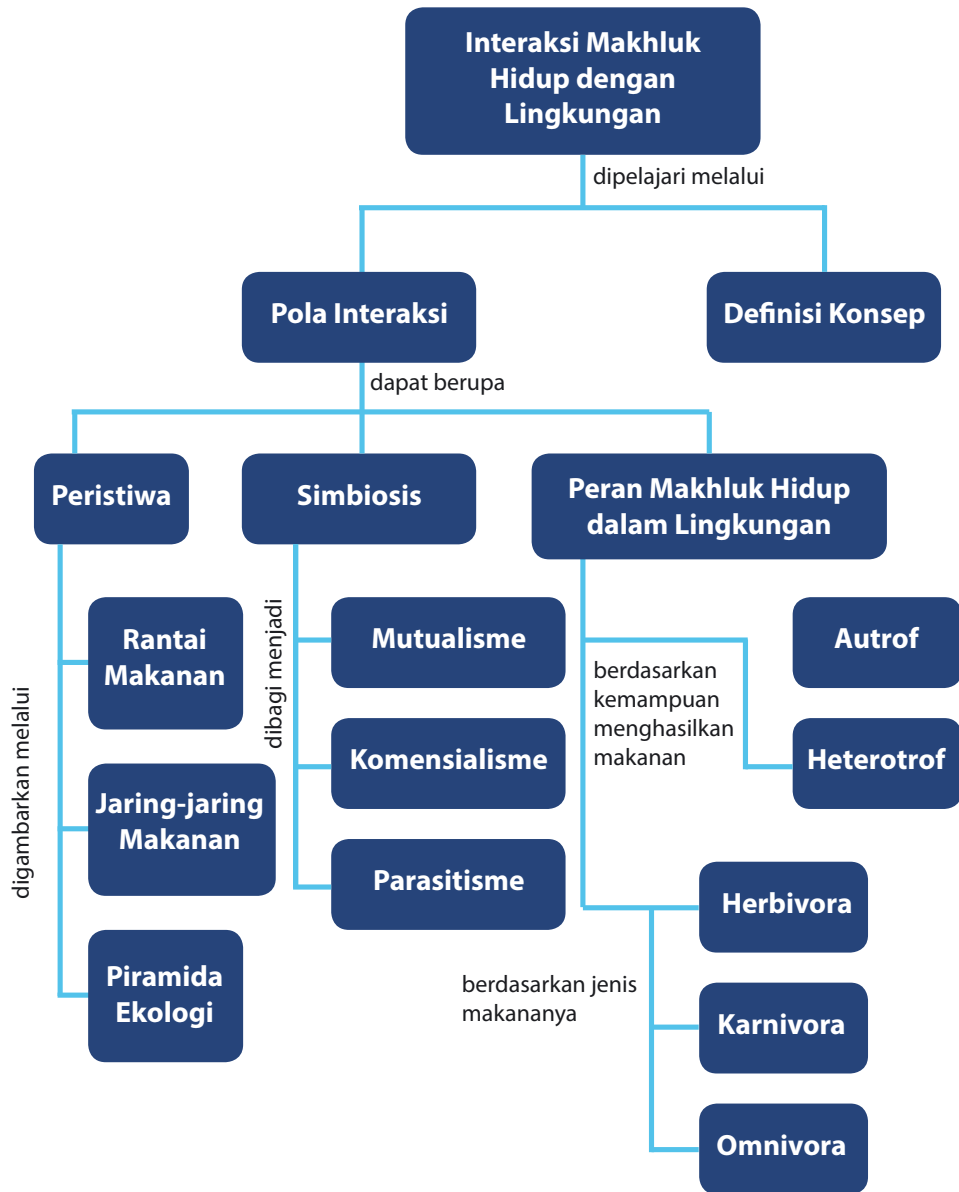 Interaksi Makhluk
Hidup dengan
Lingkungan
dipelajari melalui
Pola Interaksi
Definisi Konsep
dapat berupa
Peristiwa
Simbiosis
Peran Makhluk Hidup
dalam Lingkungan
digambarkan melalui
Rantai
Makanan
Jaring-jaring
Makanan
Piramida
Ekologi
dibagi menjadi
Mutualisme
Komensialisme
Parasitisme
berdasarkan
kemampuan
menghasilkan
makanan
Autrof
Heterotrof
berdasarkan jenis
makananya
Herbivora
Karnivora
Omnivora